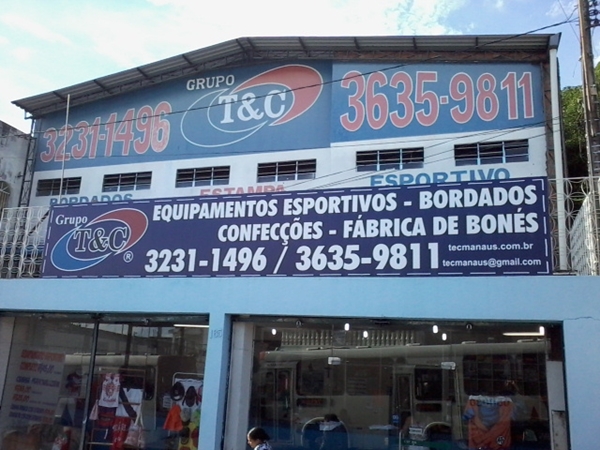 GRUPO
T&C
3231-1496
3635-9811
BORDADOS
ESPORTIVO
Grupo
T&C
®
EQUIPAMENTOS ESPORTIVOS - BORDADOS
CONFECÇÕES - FÁBRICA DE BONÉS
3231-1496 / 3635-9811
tecmanaus.com.br
tecmanaus@gmail.com